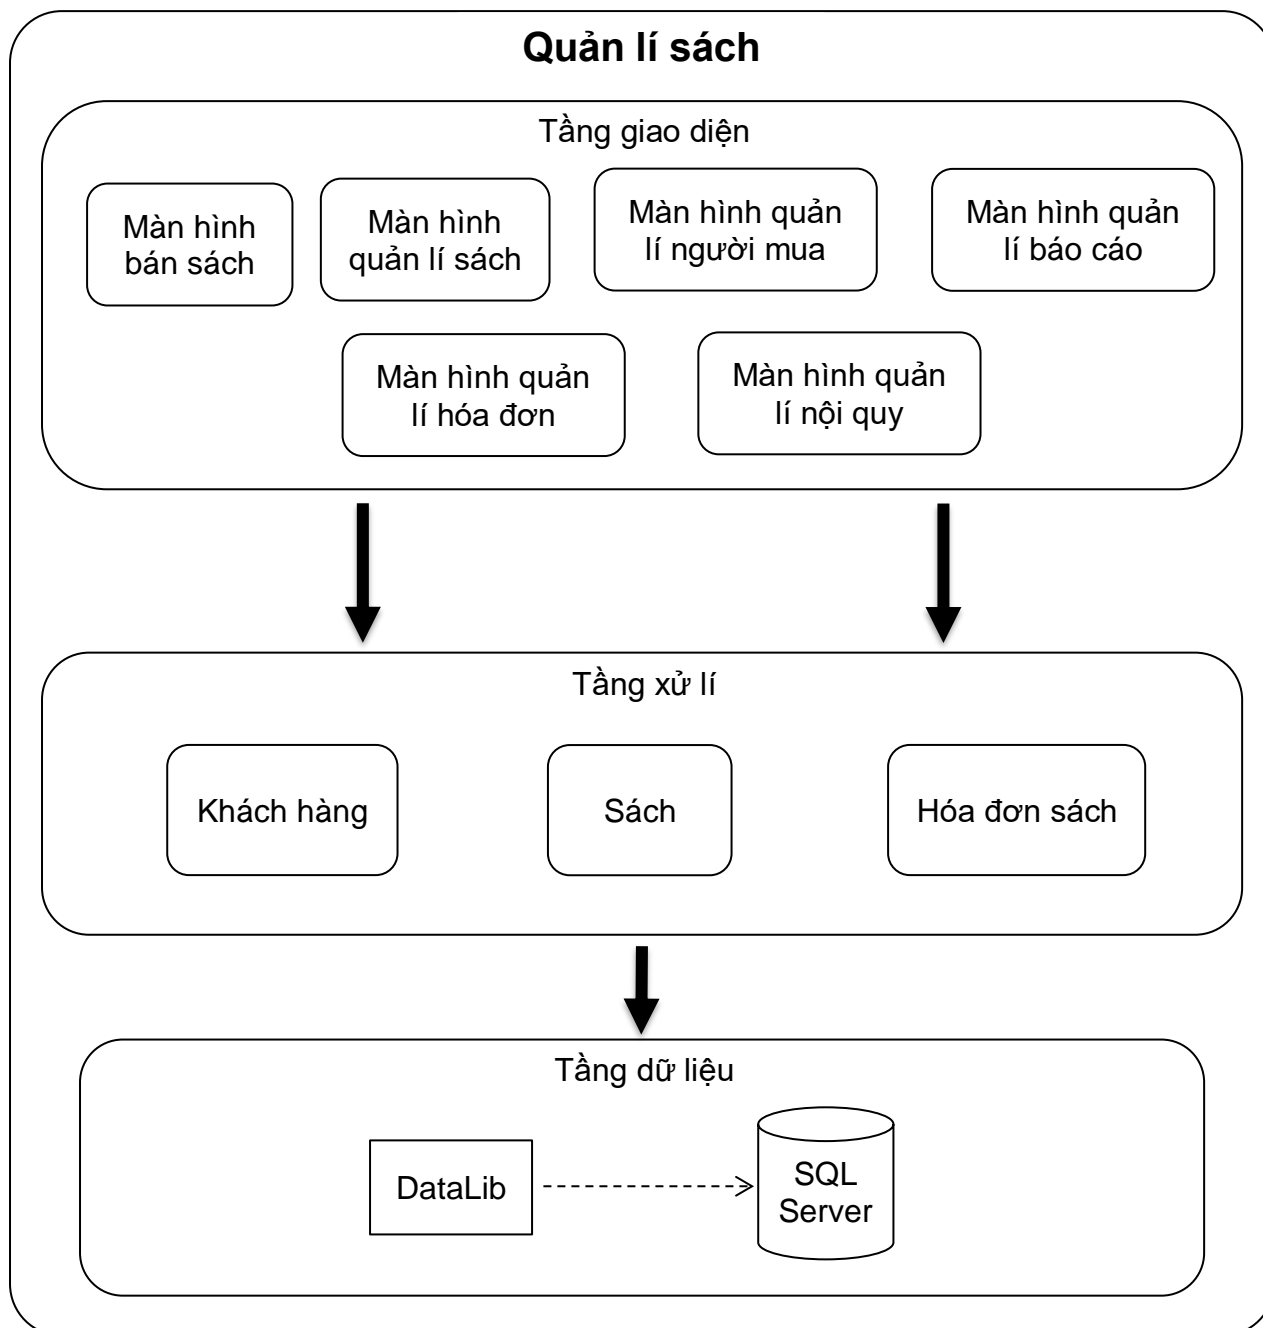 Quản lí sách
Tầng giao diện
Màn hình
bán sách
Màn hình
quản lí sách
Màn hình quản
lí người mua
Màn hình quản
lí báo cáo
Màn hình quản
lí hóa đơn
Màn hình quản
lí nội quy
Tầng xử lí
Khách hàng
Sách
Hóa đơn sách
Tầng dữ liệu
DataLib
SQL
Server